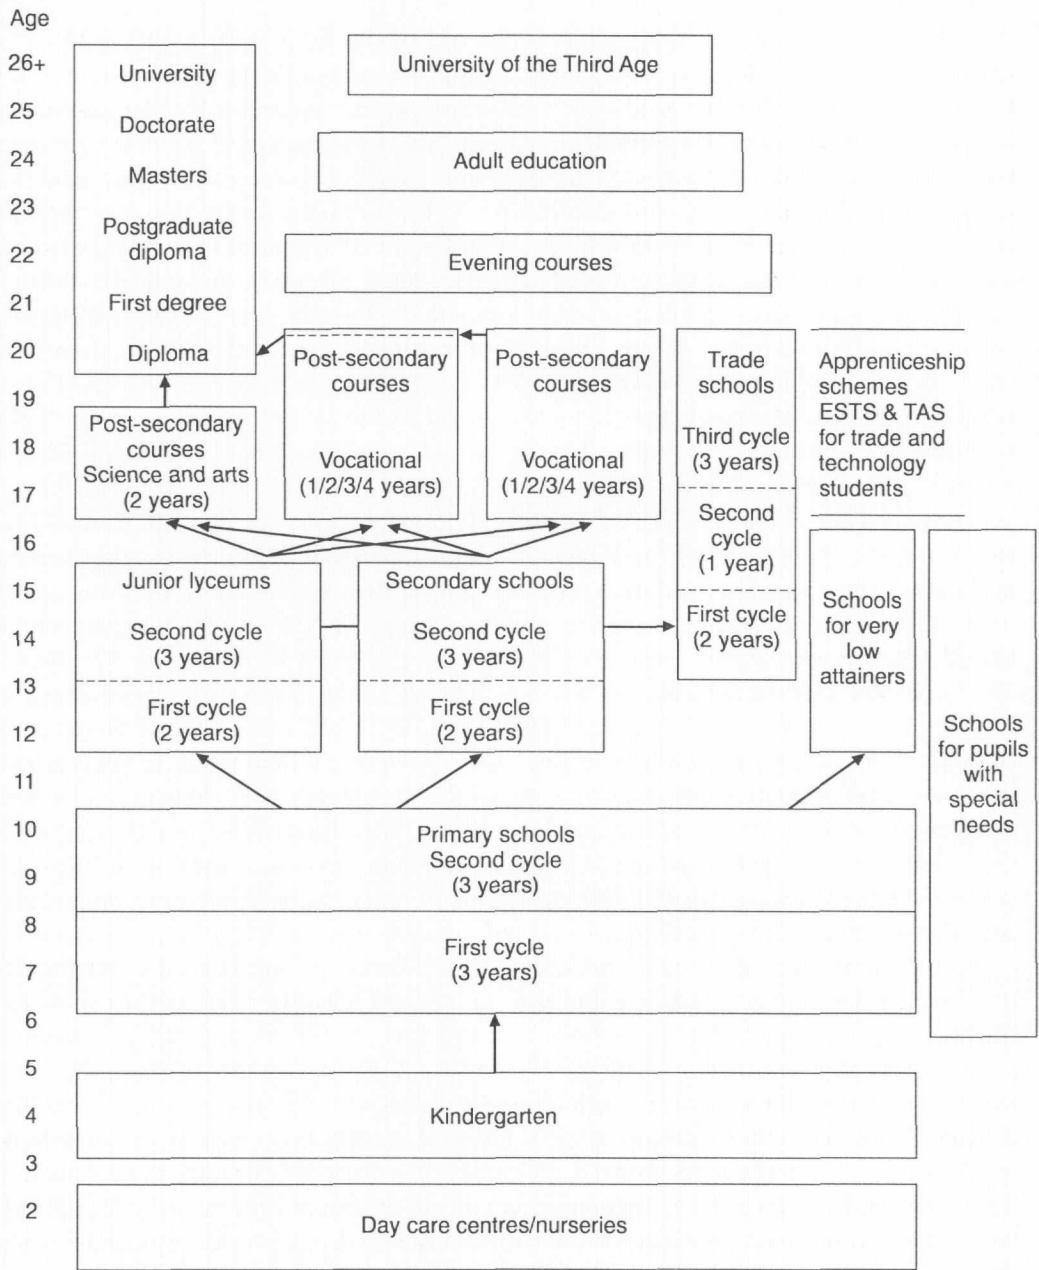 Age
26+
25
24
23
22
21
20
19
18
17
16
15
14
13
12
11
10
9
8
7
6
5
4
3
2
University
Doctorate
Masters
Postgraduate
diploma
First degree
Diploma
University of the Third Age
Adult education
Evening courses
Post-secondary
courses
Science and arts
(2 years)
Post-secondary
courses
Vocational
(1/2/3/4 years)
Post-secondary
courses
Vocational
(1/2/3/4 years)
Trade
schools
Third cycle
(3 years)
Second
cycle
(1 year)
First cycle
(2 years)
Apprenticeship
schemes
ESTS & TAS
for trade and
technology
students
Junior lyceums
Second cycle
(3 years)
First cycle
(2 years)
Secondary schools
Second cycle
(3 years)
First cycle
(2 years)
Schools
for very
low
attainers
Schools
for pupils
with
special
needs
Primary schools
Second cycle
(3 years)
First cycle
(3 years)
Kindergarten
Day care centres/nurseries